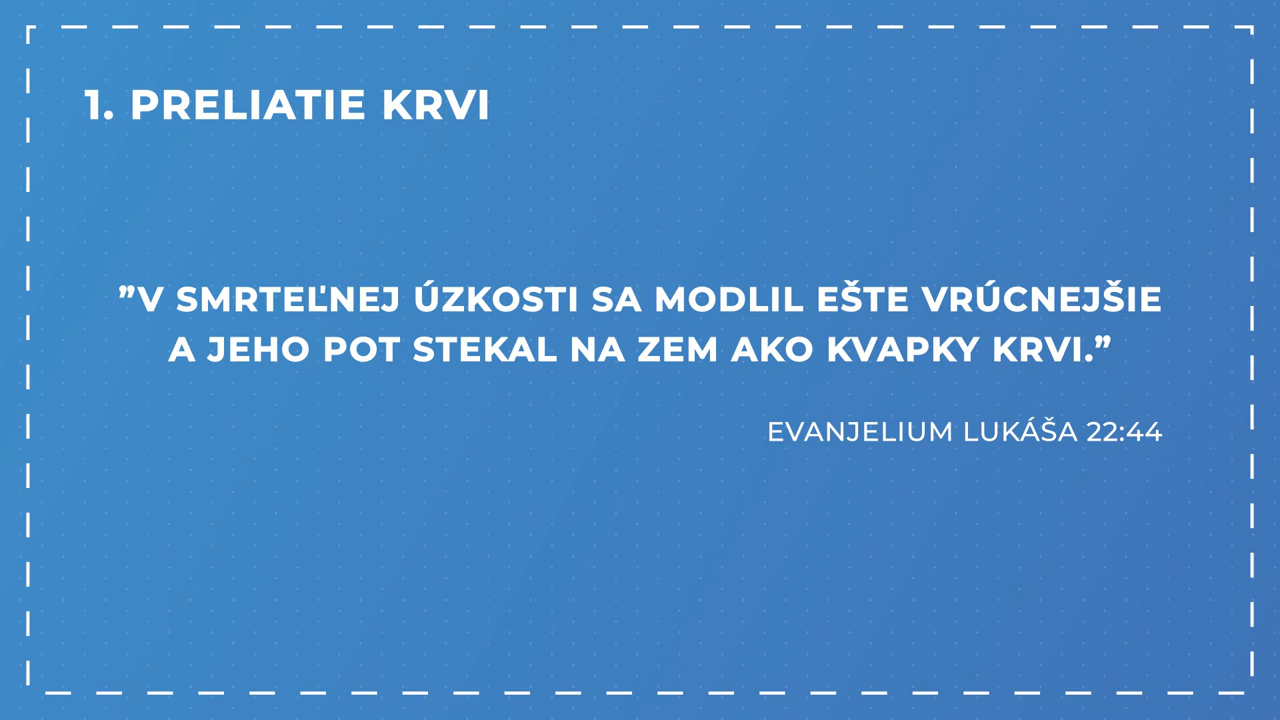 1. PRELIATIE KRVI
”V SMRTEĽNEJ ÚZKOSTI SA MODLIL EŠTE VRÚCNEJŠIE
A JEHO POT STEKAL NA ZEM AKO KVAPKY KRVI.”
EVANJELIUM LUKÁŠA 22:44